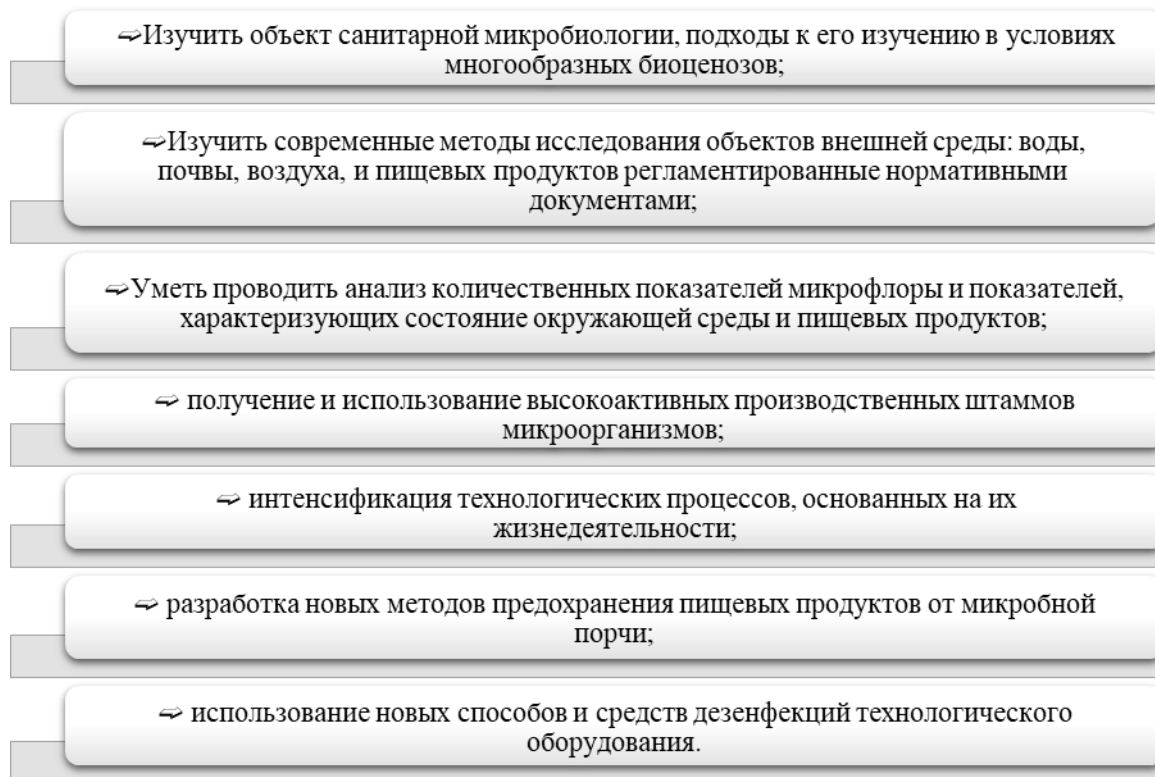 ➫Изучить объект санитарной микробиологии, подходы к его изучению в условиях
многообразных биоценозов;
➫Изучить современные методы исследования объектов внешней среды: воды,
почвы, воздуха, и пищевых продуктов регламентированные нормативными
документами;
➫Уметь проводить анализ количественных показателей микрофлоры и показателей,
характеризующих состояние окружающей среды и пищевых продуктов;
➫ получение и использование высокоактивных производственных штаммов
микроорганизмов;
➫ интенсификация технологических процессов, основанных на их
жизнедеятельности;
➫ разработка новых методов предохранения пищевых продуктов от микробной
порчи;
➫ использование новых способов и средств дезенфекций технологического
оборудования.